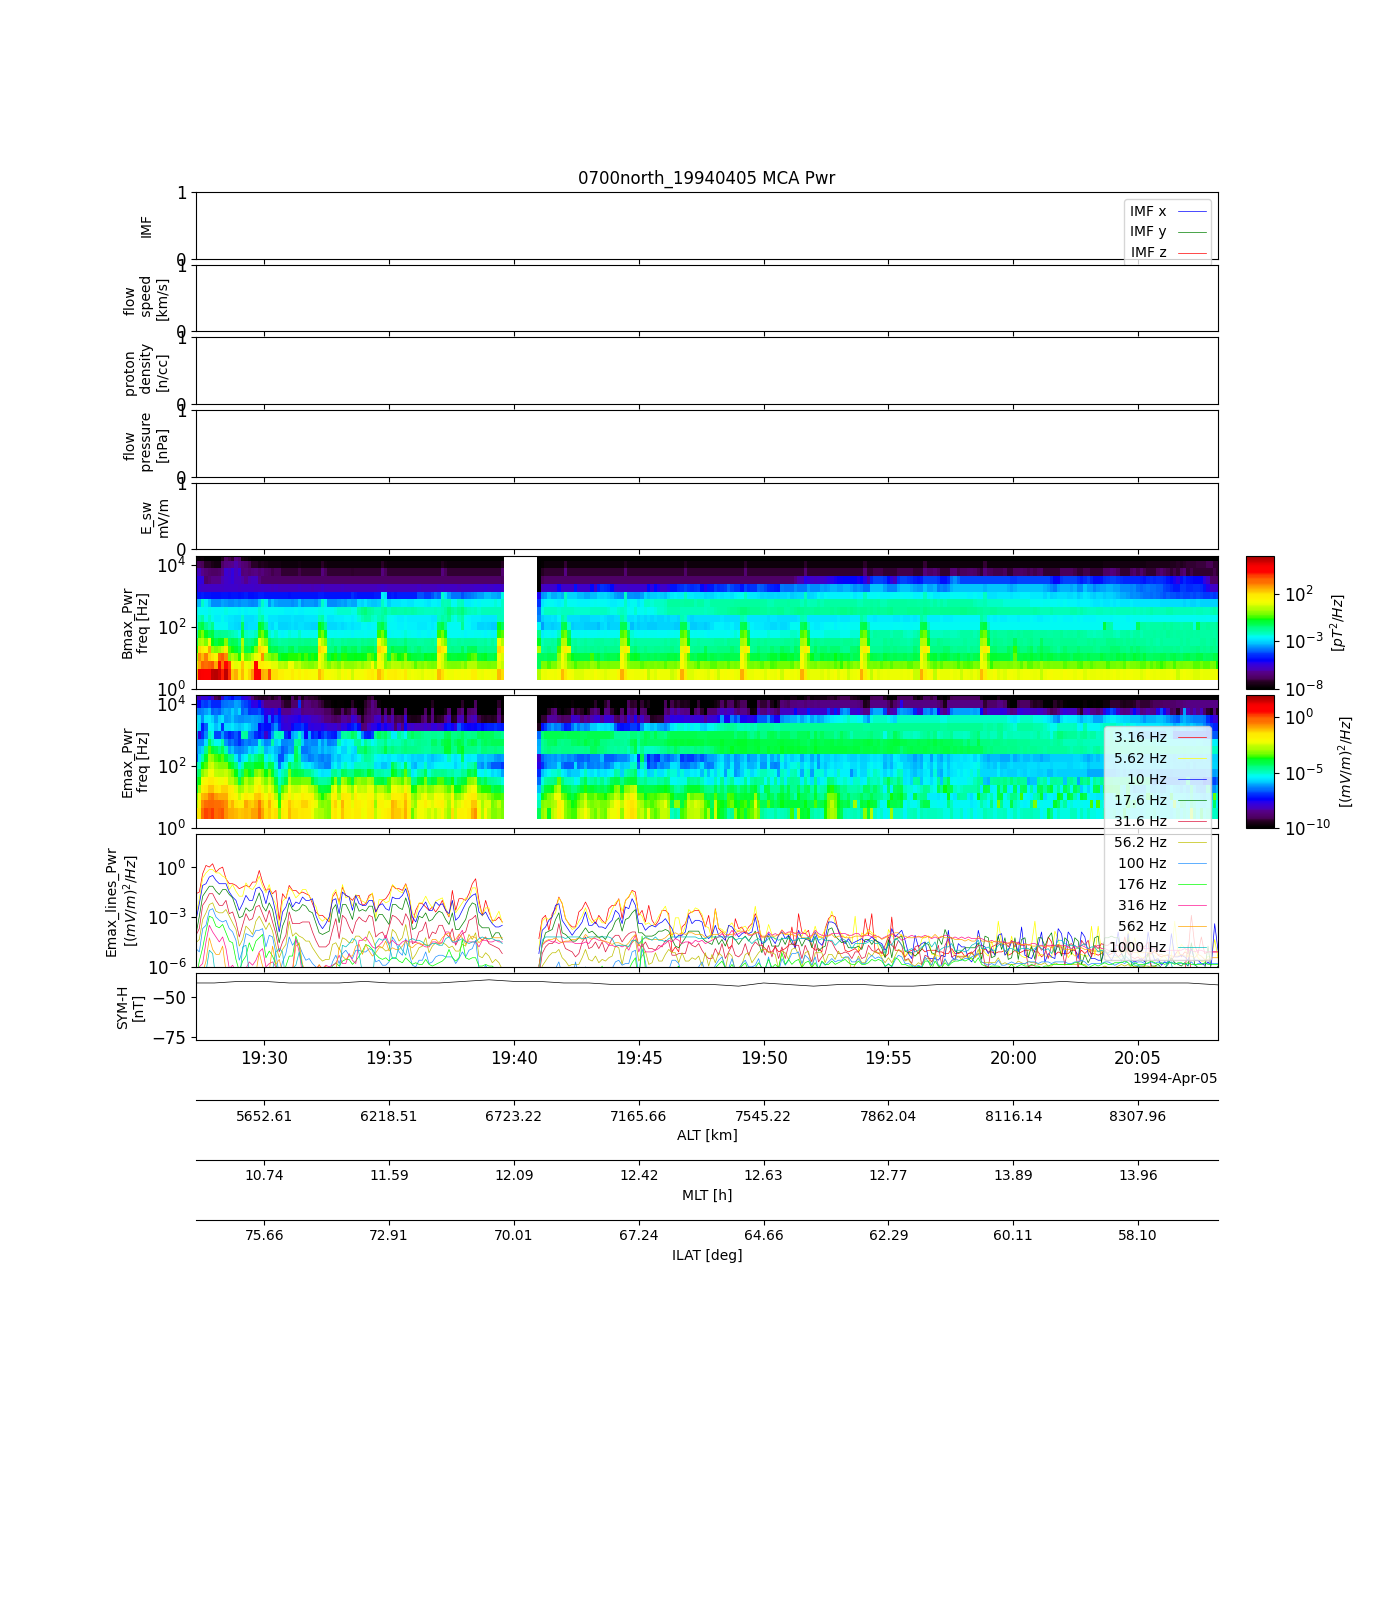 0700north_19940405 MCA Pwr
1
IMF
0
IMF x
IMF y
IMF z
1
flow
speed
[km/s]
0
1
proton
density
[n/cc]
0
1
flow
pressure
[nPa]
0
1
E_sw
mV/m
0
10^4
10^2
10^0
Bmax_Pwr
freq [Hz]
10^2
10^-3
10^-8
[pT^2/Hz]
10^4
10^2
10^0
Emax_Pwr
freq [Hz]
10^0
10^-5
10^-10
[(mV/m)^2/Hz]
3.16 Hz
5.62 Hz
10 Hz
17.6 Hz
31.6 Hz
56.2 Hz
100 Hz
176 Hz
316 Hz
562 Hz
1000 Hz
10^0
10^-3
10^-6
Emax_lines_Pwr
[(mV/m)^2/Hz]
−50
−75
SYM-H
[nT]
19:30 19:35 19:40 19:45 19:50 19:55 20:00 20:05
1994-Apr-05
5652.61 6218.51 6723.22 7165.66 7545.22 7862.04 8116.14 8307.96
ALT [km]
10.74 11.59 12.09 12.42 12.63 12.77 13.89 13.96
MLT [h]
75.66 72.91 70.01 67.24 64.66 62.29 60.11 58.10
ILAT [deg]